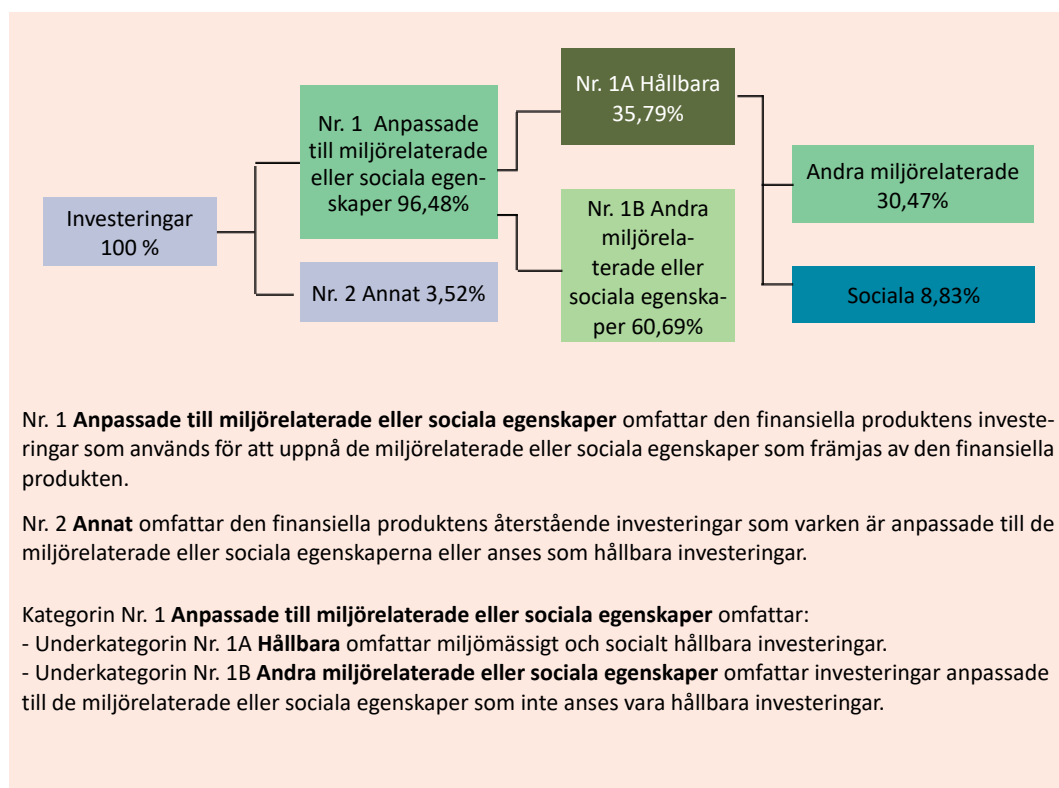 Investeringar
100 %
Nr. 1 Anpassade
till miljörelaterade
eller sociala egen-
skaper 96,48%
Nr. 2 Annat 3,52%
Nr. 1A Hållbara
35,79%
Nr. 1B Andra
miljörela-
terade eller
sociala egenska-
per 60,69%
Andra miljörelaterade
30,47%
Sociala 8,83%
Nr. 1 Anpassade till miljörelaterade eller sociala egenskaper omfattar den finansiella produktens investe-
ringar som används för att uppnå de miljörelaterade eller sociala egenskaper som främjas av den finansiella
produkten.
Nr. 2 Annat omfattar den finansiella produktens återstående investeringar som varken är anpassade till de
miljörelaterade eller sociala egenskaperna eller anses som hållbara investeringar.
Kategorin Nr. 1 Anpassade till miljörelaterade eller sociala egenskaper omfattar:
- Underkategorin Nr. 1A Hållbara omfattar miljömässigt och socialt hållbara investeringar.
- Underkategorin Nr. 1B Andra miljörelaterade eller sociala egenskaper omfattar investeringar anpassade
till de miljörelaterade eller sociala egenskaper som inte anses vara hållbara investeringar.